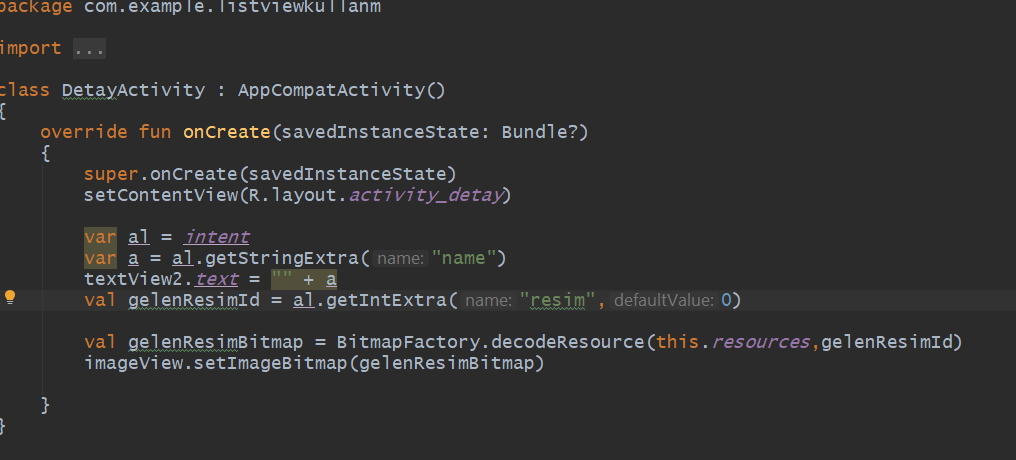 package com.example.listviewkullanm
import ...
class DetayActivity : AppCompatActivity()
{
override fun onCreate(savedInstanceState: Bundle?)
{
super.onCreate(savedInstanceState)
setContentView(R.layout.activity_detay)
var al = intent
var a = al.getStringExtra( name: "name")
textView2.text = "" + a
val gelenResimId = al.getIntExtra( name: "resim", defaultValue: 0)
val gelenResimBitmap = BitmapFactory.decodeResource(this.resources,gelenResimId)
imageView.setImageBitmap(gelenResimBitmap)
}
}